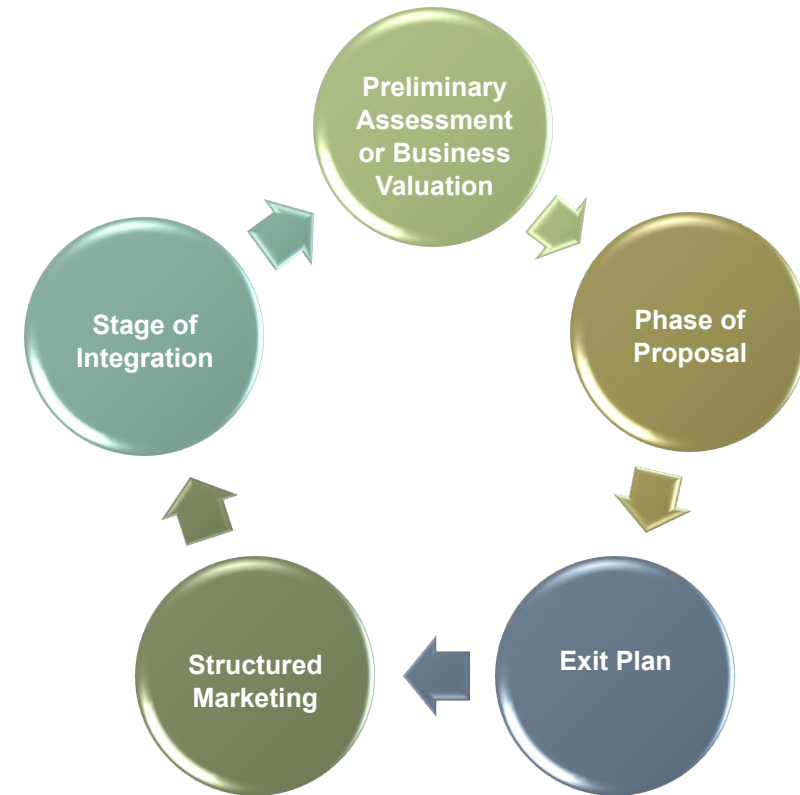 Preliminary
Assessment
or Business
Valuation
Phase of
Proposal
Exit Plan
Structured
Marketing
Stage of
Integration